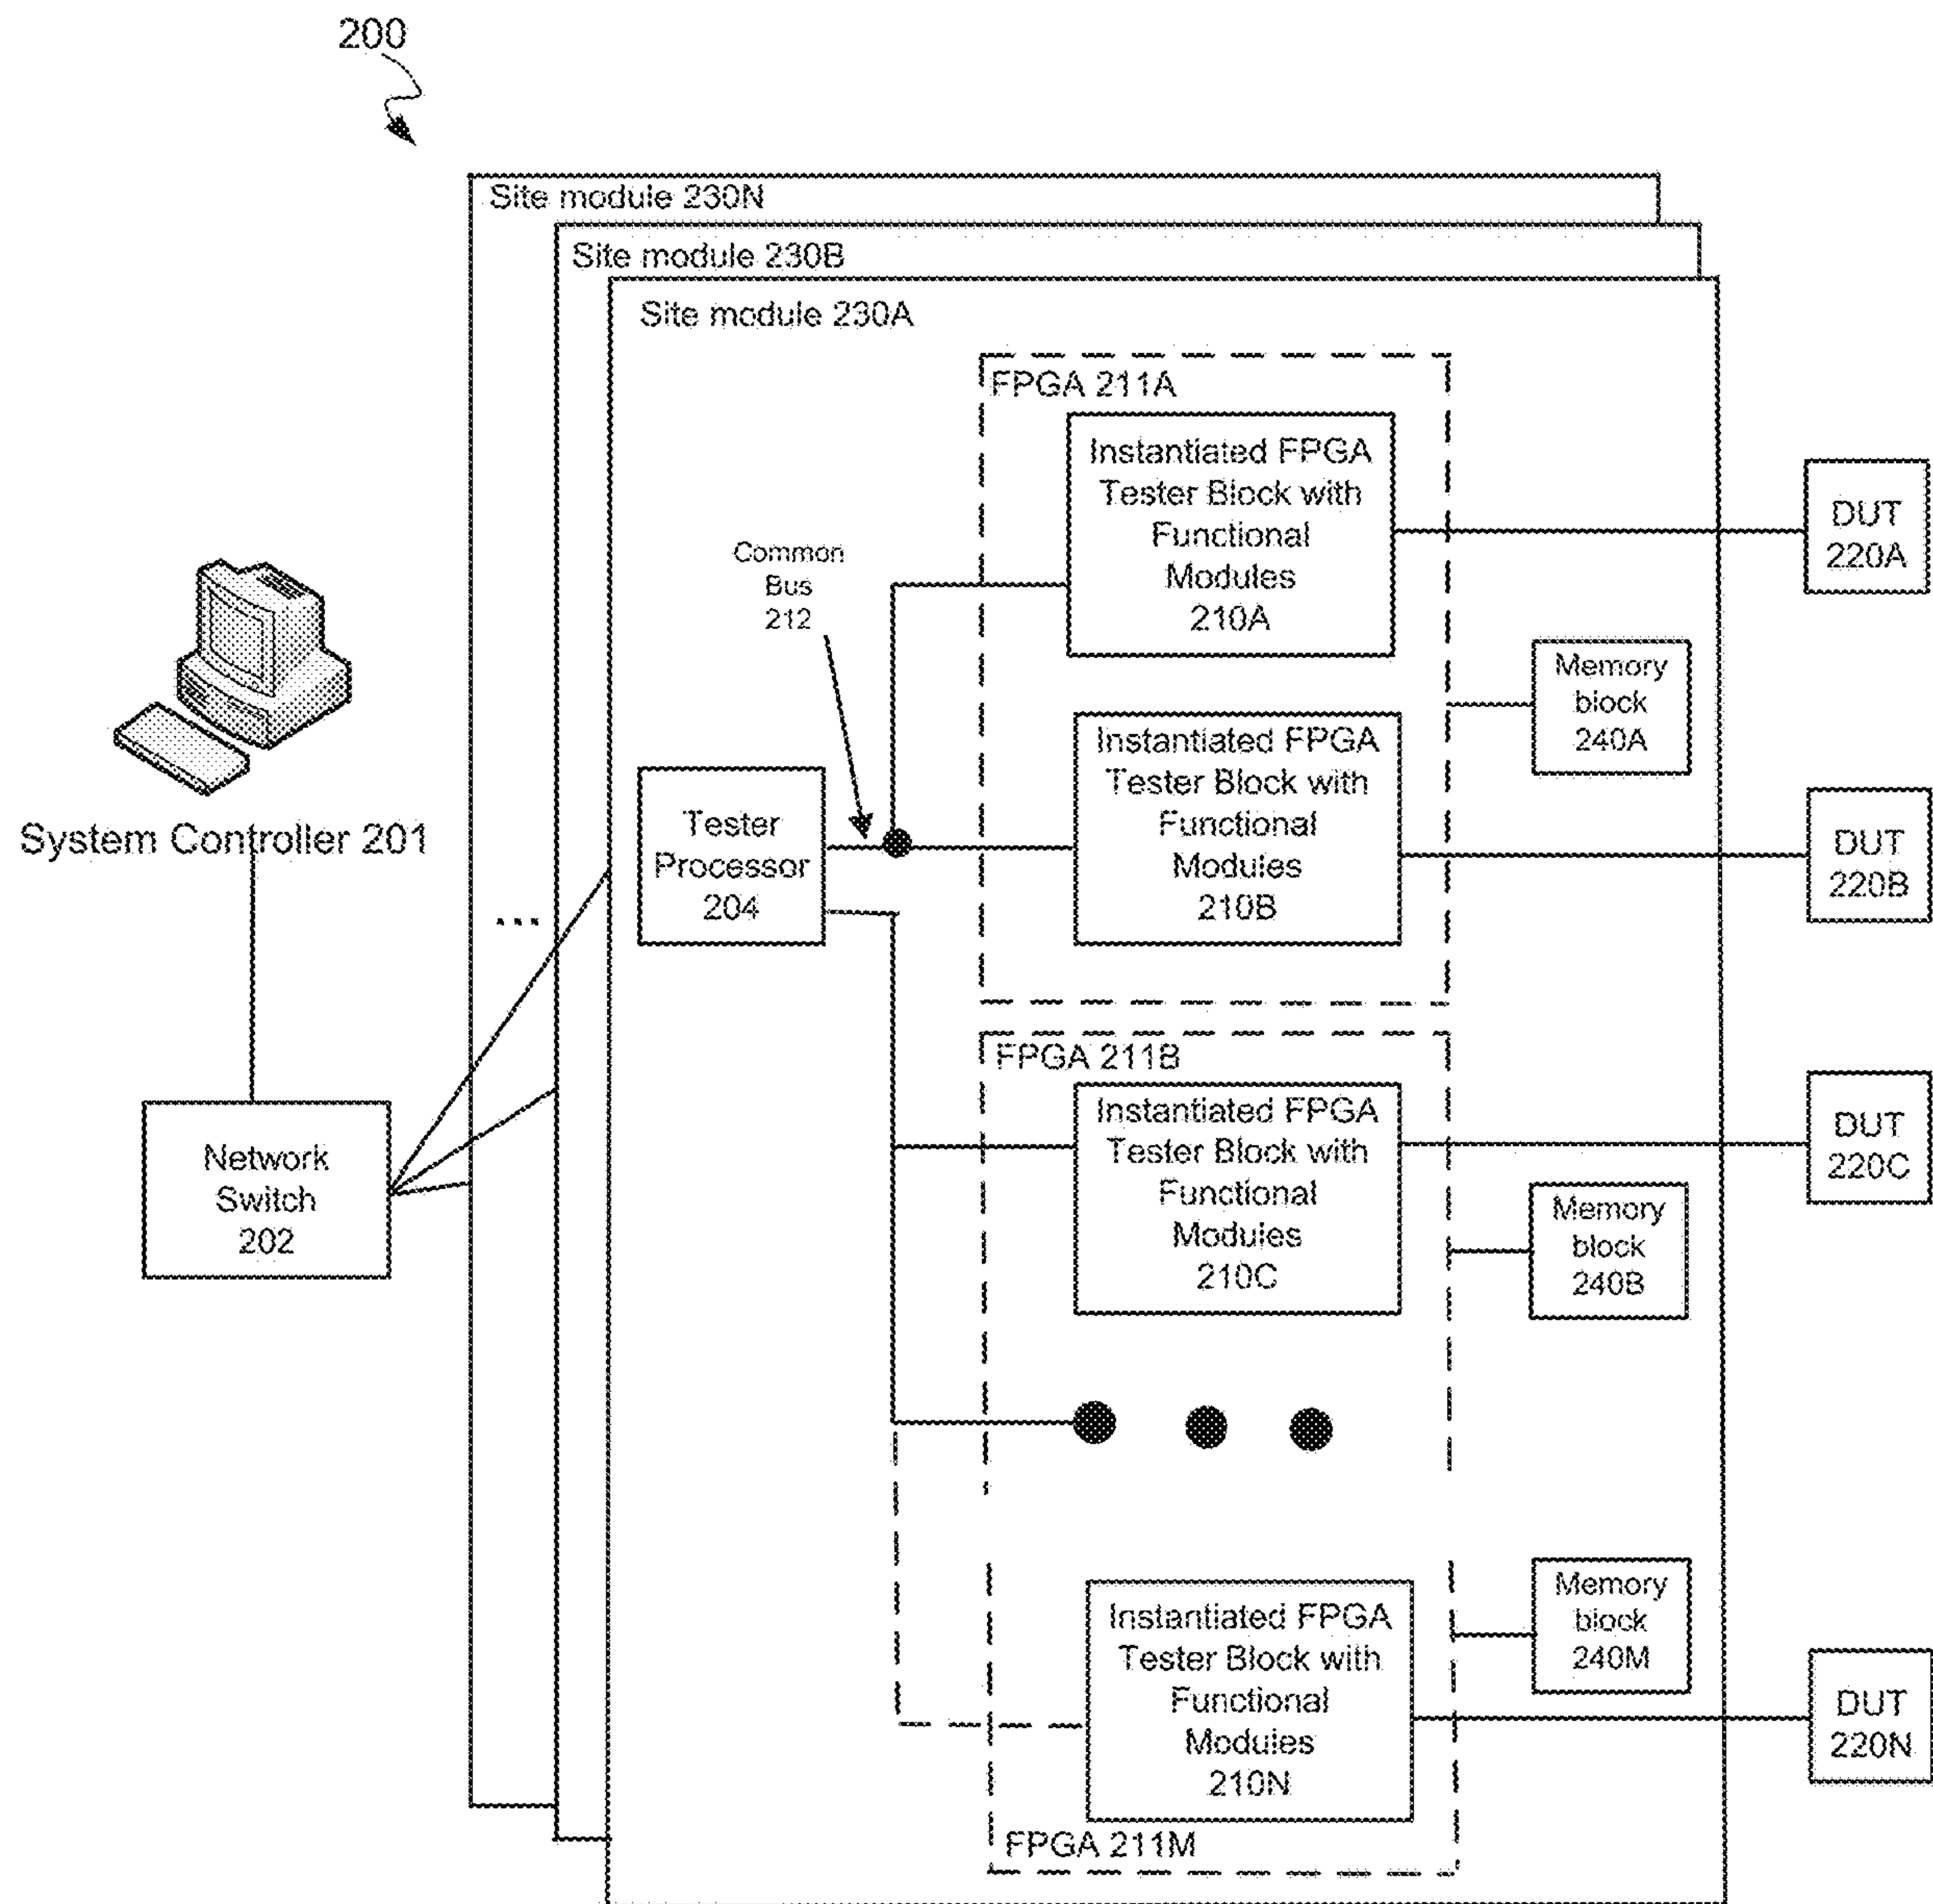 200
Site module 230N
Site module 230B
Site module 230A
FPGA 211A
Instantiated FPGA
Tester Block with
Functional
Modules
210A
DUT
220A
Common
Bus
212
Memory
block
240A
Instantiated FPGA
Tester Block with
Functional
Modules
210B
DUT
220B
Tester
Processor
204
System Controller 201
...
FPGA 211B
Instantiated FPGA
Tester Block with
Functional
Modules
210C
DUT
220C
Network
Switch
202
Memory
block
240B
Memory
block
240M
Instantiated FPGA
Tester Block with
Functional
Modules
210N
DUT
220N
FPGA 211M